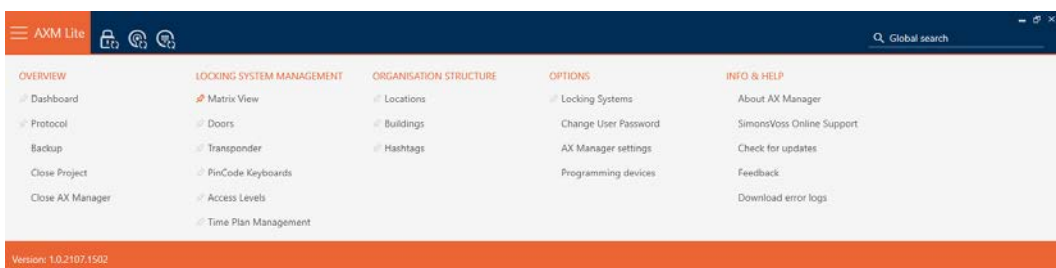 AXM Lite
Global search
OVERVIEW
Dashboard
Protocol
Backup
Close Project
Close AX Manager
LOCKING SYSTEM MANAGEMENT
Matrix View
Doors
Transponder
PinCode Keyboards
Access Levels
Time Plan Management
ORGANISATION STRUCTURE
Locations
Buildings
Hashtags
OPTIONS
Locking Systems
Change User Password
AX Manager settings
Programming devices
INFO & HELP
About AX Manager
SimonsVoss Online Support
Check for updates
Feedback
Download error logs
Version: 1.0.2107.1502